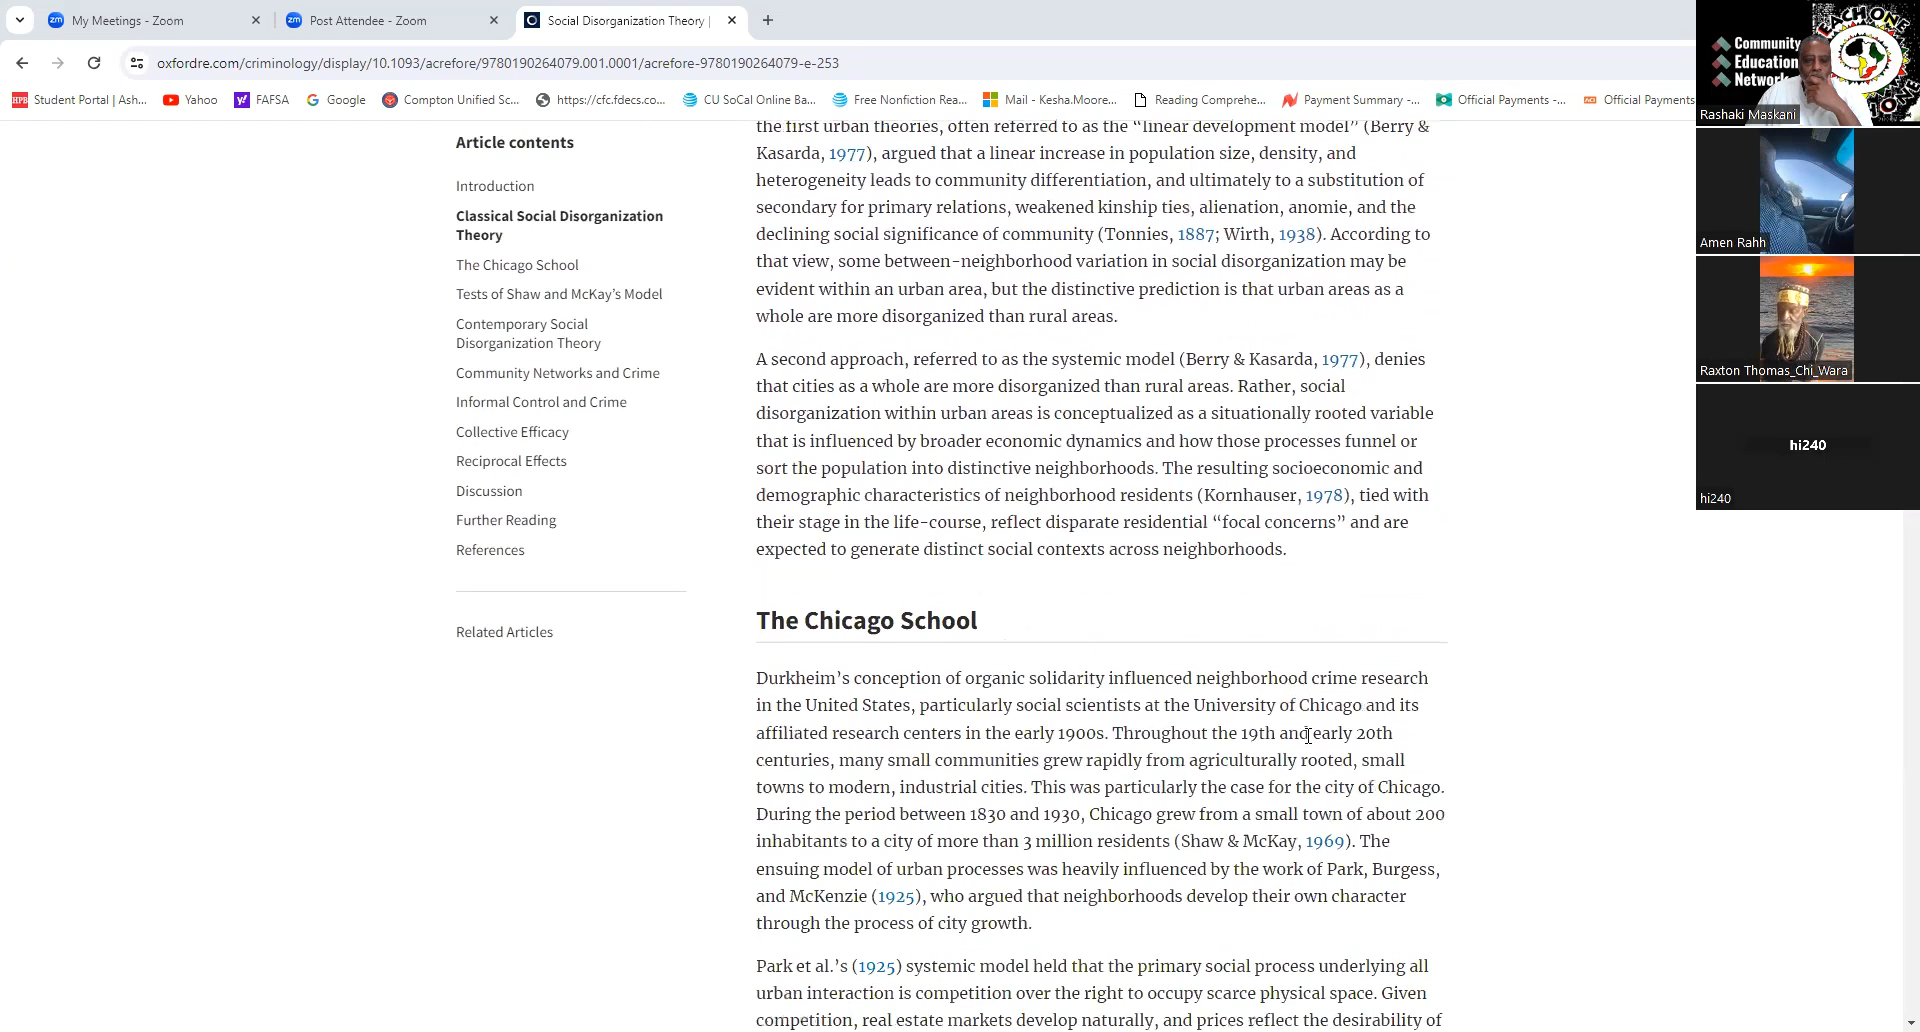 My Meetings - Zoom
Post Attendee - Zoom
Social Disorganization Theory |
oxfordre.com/criminology/display/10.1093/acrefore/9780190264079.001.0001/acrefore-9780190264079-e-253
Student Portal | Ash...
Yahoo
FAFSA
Google
Compton Unified Sc...
https://cfc.fdecs.co...
CU SoCal Online Ba...
Free Nonfiction Rea...
Mail - Kesha.Moore...
Reading Comprehe...
Payment Summary -...
Official Payments -...
Official Payments
Article contents
Introduction
Classical Social Disorganization
Theory
The Chicago School
Tests of Shaw and McKay’s Model
Contemporary Social
Disorganization Theory
Community Networks and Crime
Informal Control and Crime
Collective Efficacy
Reciprocal Effects
Discussion
Further Reading
References
Related Articles
the first urban theories, often referred to as the “linear development model” (Berry &
Kasarda, 1977), argued that a linear increase in population size, density, and
heterogeneity leads to community differentiation, and ultimately to a substitution of
secondary for primary relations, weakened kinship ties, alienation, anomie, and the
declining social significance of community (Tonnies, 1887; Wirth, 1938). According to
that view, some between-neighborhood variation in social disorganization may be
evident within an urban area, but the distinctive prediction is that urban areas as a
whole are more disorganized than rural areas.
A second approach, referred to as the systemic model (Berry & Kasarda, 1977), denies
that cities as a whole are more disorganized than rural areas. Rather, social
disorganization within urban areas is conceptualized as a situationally rooted variable
that is influenced by broader economic dynamics and how those processes funnel or
sort the population into distinctive neighborhoods. The resulting socioeconomic and
demographic characteristics of neighborhood residents (Kornhauser, 1978), tied with
their stage in the life-course, reflect disparate residential “focal concerns” and are
expected to generate distinct social contexts across neighborhoods.
The Chicago School
Durkheim’s conception of organic solidarity influenced neighborhood crime research
in the United States, particularly social scientists at the University of Chicago and its
affiliated research centers in the early 1900s. Throughout the 19th and early 20th
centuries, many small communities grew rapidly from agriculturally rooted, small
towns to modern, industrial cities. This was particularly the case for the city of Chicago.
During the period between 1830 and 1930, Chicago grew from a small town of about 200
inhabitants to a city of more than 3 million residents (Shaw & McKay, 1969). The
ensuing model of urban processes was heavily influenced by the work of Park, Burgess,
and McKenzie (1925), who argued that neighborhoods develop their own character
through the process of city growth.
Park et al.’s (1925) systemic model held that the primary social process underlying all
urban interaction is competition over the right to occupy scarce physical space. Given
competition, real estate markets develop naturally, and prices reflect the desirability of
Community
Education
Network
EACH ONE
Rashaki Maskani
Amen Rahh
Raxton Thomas_Chi_Wara
hi240
hi240